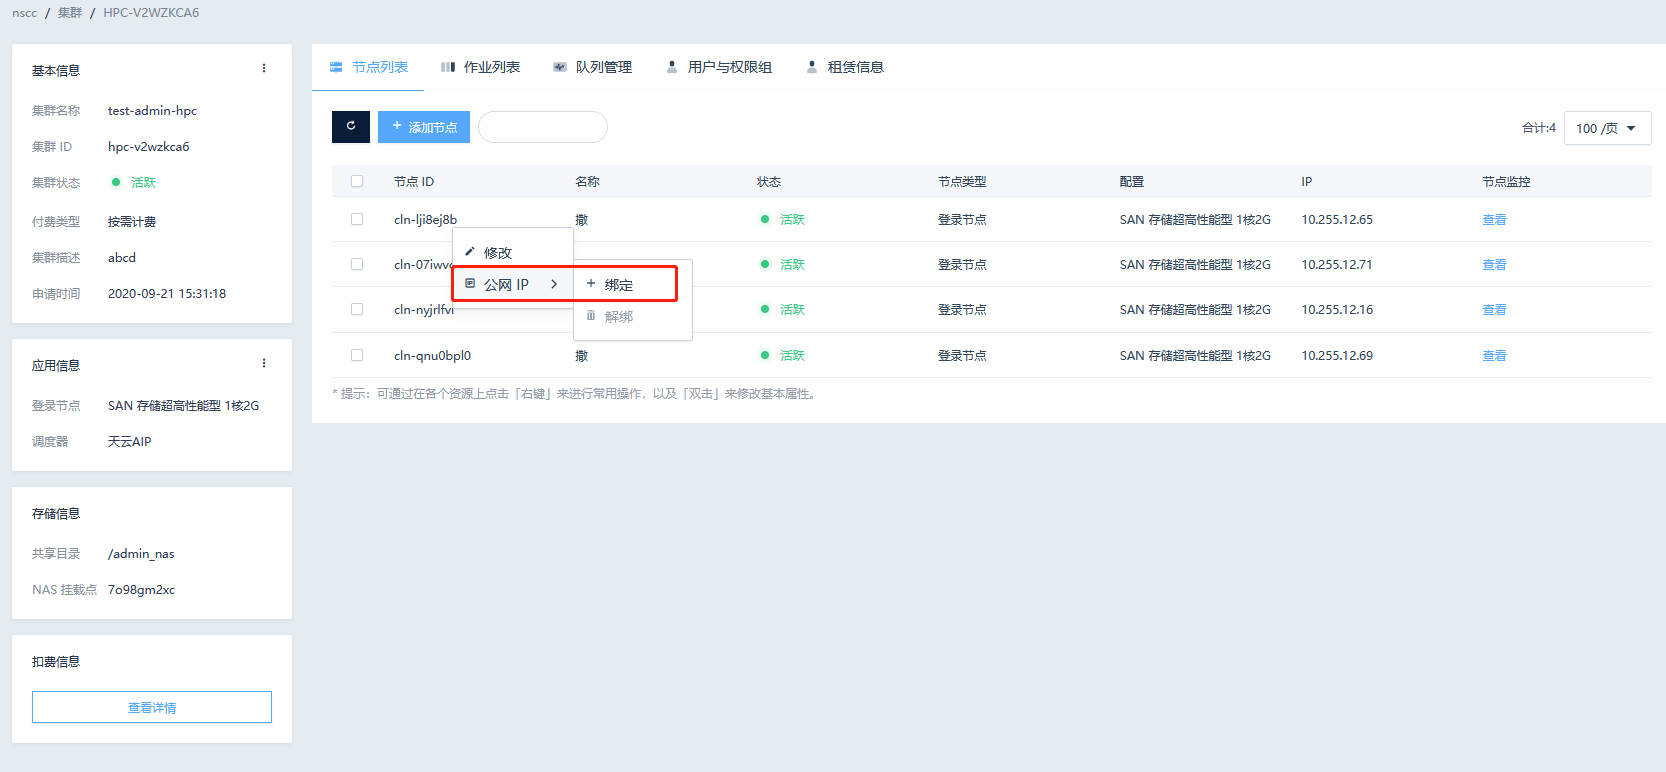 nscc / 集群 / HPC-V2WZKCA6
基本信息
集群名称 test-admin-hpc
集群 ID hpc-v2wzkca6
集群状态 活跃
付费类型 按需计费
集群描述 abcd
申请时间 2020-09-21 15:31:18
应用信息
登录节点 SAN 存储超高性能型 1核2G
调度器 天云AIP
存储信息
共享目录 /admin_nas
NAS 挂载点 7o98gm2xc
扣费信息
查看详情
节点列表 作业列表 队列管理 用户与权限组 租赁信息
+ 添加节点 合计:4 100 /页
节点 ID 名称 状态 节点类型 配置 IP 节点监控
cln-lji8ej8b 撒 活跃 登录节点 SAN 存储超高性能型 1核2G 10.255.12.65 查看
cln-07iwv 活跃 登录节点 SAN 存储超高性能型 1核2G 10.255.12.71 查看
cln-nyjrlfvi 活跃 登录节点 SAN 存储超高性能型 1核2G 10.255.12.16 查看
cln-qnu0bpl0 撒 活跃 登录节点 SAN 存储超高性能型 1核2G 10.255.12.69 查看
修改
公网 IP
+ 绑定
解绑
* 提示：可通过在各个资源上点击「右键」来进行常用操作，以及「双击」来修改基本属性。